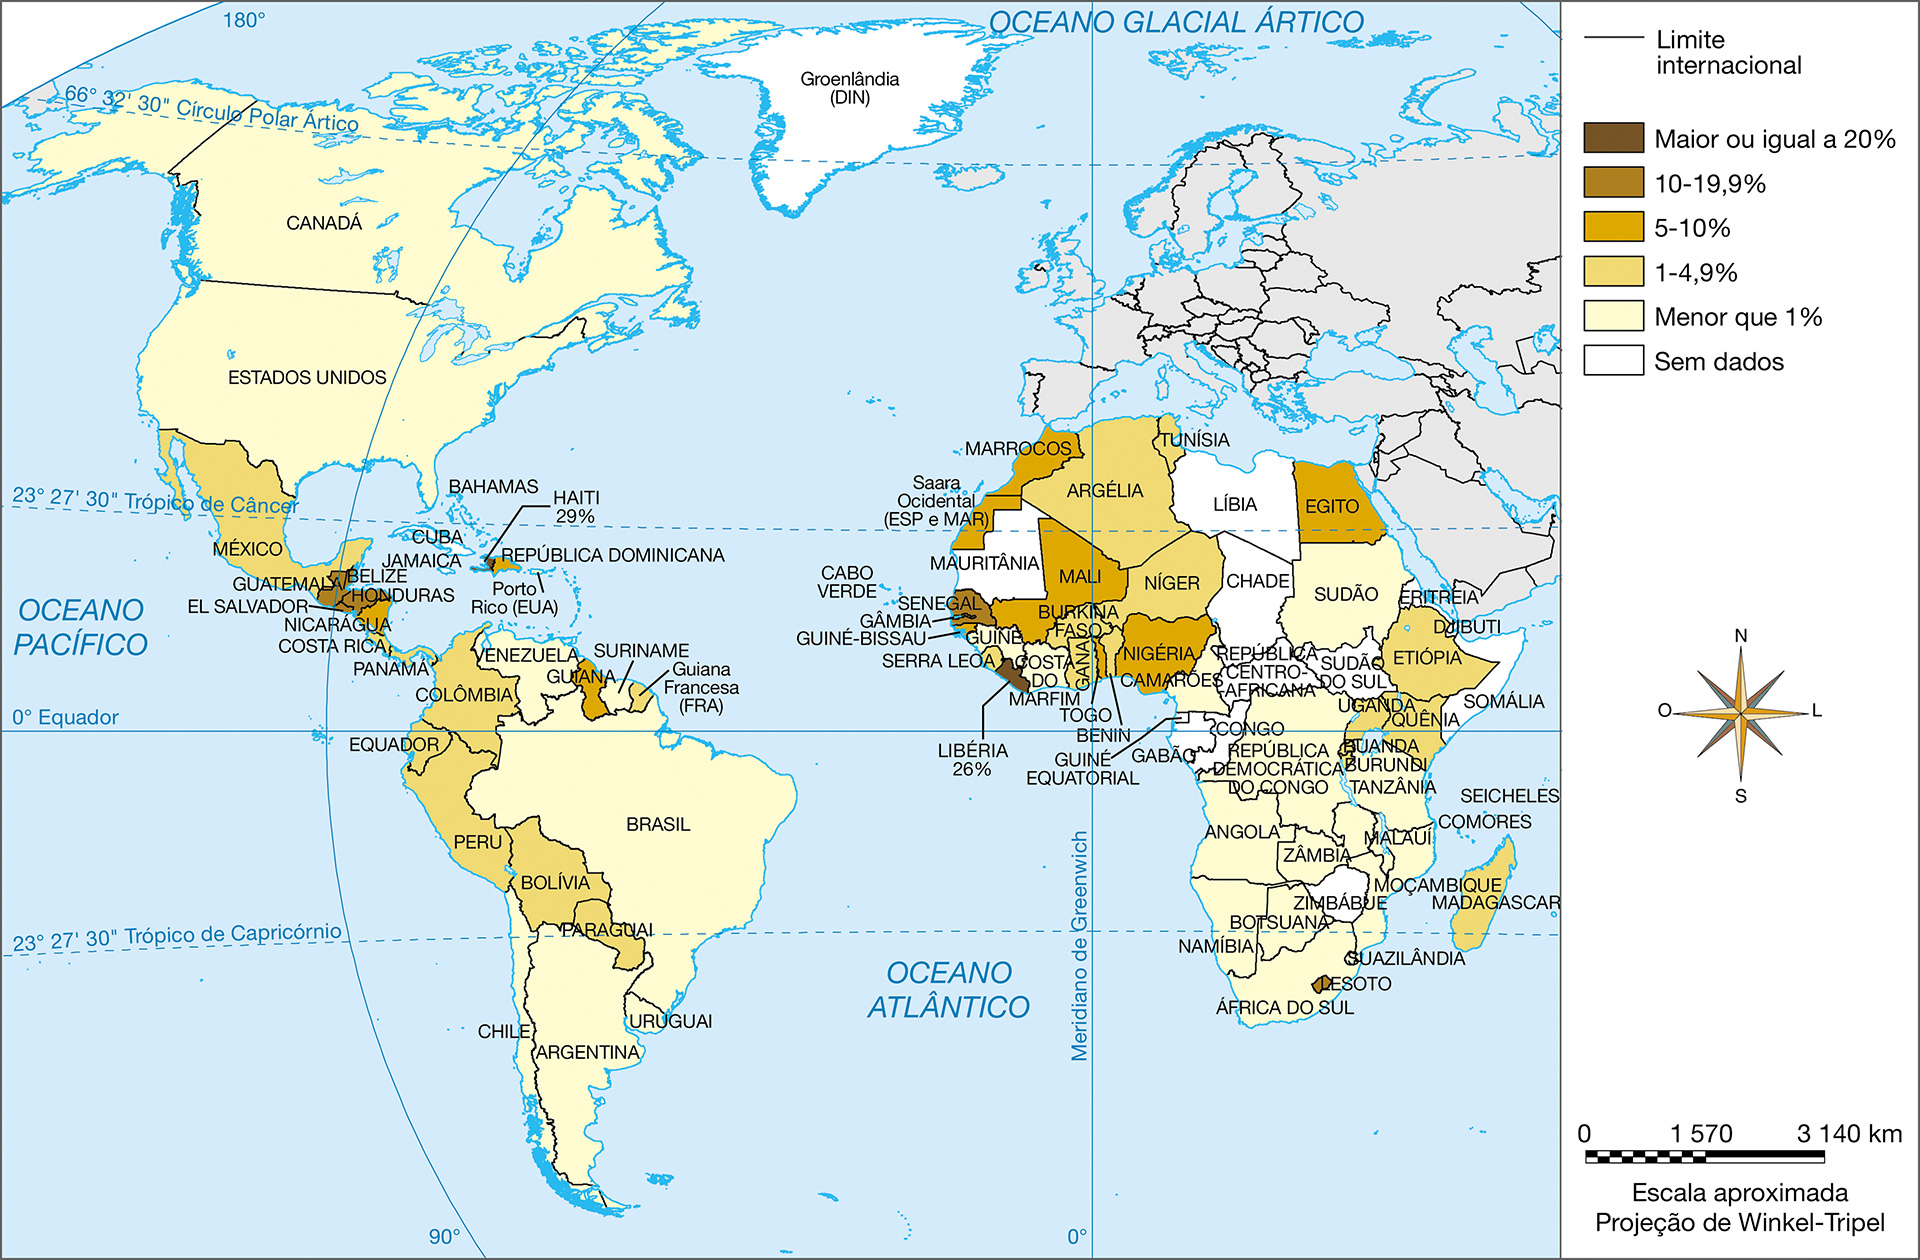 180°
OCEANO GLACIAL ÁRTICO
66° 32' 30" Círculo Polar Ártico
Groenlândia
(DIN)
CANADÁ
ESTADOS UNIDOS
23° 27' 30" Trópico de Câncer
MÉXICO
BAHAMAS
HAITI
29%
CUBA
JAMAICA
REPÚBLICA DOMINICANA
Porto
Rico (EUA)
GUATEMALA
BELIZE
HONDURAS
EL SALVADOR
NICARÁGUA
COSTA RICA
PANAMÁ
OCEANO
PACÍFICO
VENEZUELA
GUIANA
SURINAME
Guiana
Francesa
(FRA)
COLÔMBIA
0° Equador
EQUADOR
PERU
BRASIL
BOLÍVIA
PARAGUAI
23° 27' 30" Trópico de Capricórnio
CHILE
ARGENTINA
URUGUAI
90°
OCEANO
ATLÂNTICO
Meridiano de Greenwich
0°
MARROCOS
TUNÍSIA
Saara
Ocidental
(ESP e MAR)
ARGÉLIA
LÍBIA
EGITO
MAURITÂNIA
MALI
NÍGER
CHADE
SUDÃO
ERITREIA
DJIBUTI
CABO
VERDE
SENEGAL
GÂMBIA
GUINÉ-BISSAU
GUINÉ
SERRA LEOA
BURKINA
FASO
COSTA
DO
MARFIM
GANA
NIGÉRIA
CAMARÕES
REPÚBLICA
CENTRO-
-AFRICANA
SUDÃO
DO SUL
ETIÓPIA
SOMÁLIA
LIBÉRIA
26%
TOGO
BENIN
GUINÉ
EQUATORIAL
GABÃO
CONGO
REPÚBLICA
DEMOCRÁTICA
DO CONGO
UGANDA
QUÊNIA
RUANDA
BURUNDI
TANZÂNIA
SEICHELES
COMORES
ANGOLA
ZÂMBIA
MALAUÍ
MOÇAMBIQUE
MADAGASCAR
ZIMBÁBUE
BOTSUANA
NAMÍBIA
GUAZILÂNDIA
LESOTO
ÁFRICA DO SUL
Limite
internacional
Maior ou igual a 20%
10-19,9%
5-10%
1-4,9%
Menor que 1%
Sem dados
N
O
L
S
0 1 570 3 140 km
Escala aproximada
Projeção de Winkel-Tripel